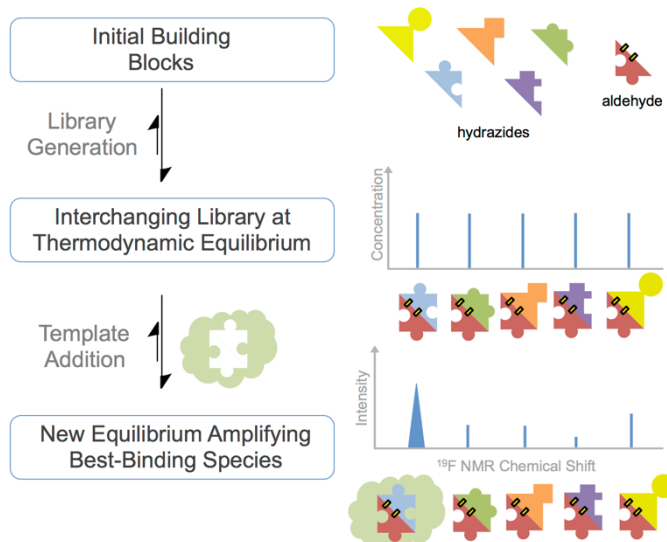 Initial Building
Blocks
hydrazides
aldehyde
Library
Generation
Concentration
Interchanging Library at
Thermodynamic Equilibrium
Template
Addition
Intensity
¹⁹F NMR Chemical Shift
New Equilibrium Amplifying
Best-Binding Species